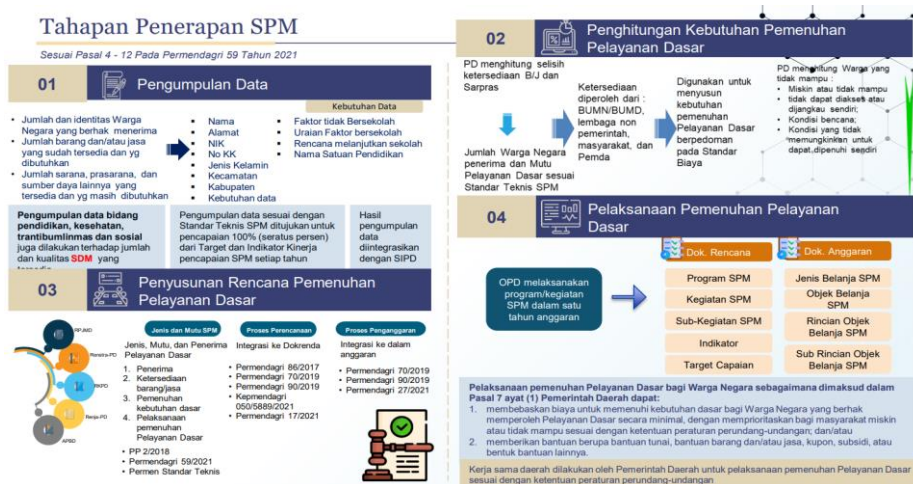 Tahapan Penerapan SPM
Sesuai Pasal 4 - 12 Pada Permendagri 59 Tahun 2021
01
Pengumpulan Data
Kebutuhan Data
• Jumlah dan identitas Warga
Negara yang berhak menerima
• Jumlah barang dan/atau jasa
yang sudah tersedia dan yg
dibutuhkan
• Jumlah sarana, prasarana, dan
sumber daya lainnya yang
tersedia dan yg masih dibutuhkan
• Nama
• Alamat
• NIK
• No KK
• Jenis Kelamin
• Kecamatan
• Kabupaten
• Kebutuhan data
• Faktor tidak Bersekolah
• Uraian Faktor bersekolah
• Rencana melanjutkan sekolah
• Nama Satuan Pendidikan
Pengumpulan data bidang
pendidikan, kesehatan,
trantibumlinmas dan sosial
juga dilakukan terhadap jumlah
dan kualitas SDM yang
Pengumpulan data sesuai dengan
Standar Teknis SPM ditujukan untuk
pencapaian 100% (seratus persen)
dari Target dan Indikator Kinerja
pencapaian SPM setiap tahun
Hasil
pengumpulan
data
diintegrasikan
dengan SIPD
02
Penghitungan Kebutuhan Pemenuhan
Pelayanan Dasar
PD menghitung selisih
ketersediaan B/J dan
Sarpras
Jumlah Warga Negara
penerima dan Mutu
Pelayanan Dasar sesuai
Standar Teknis SPM
Ketersediaan
diperoleh dari :
BUMN/BUMD,
lembaga non
pemerintah,
masyarakat, dan
Pemda
Digunakan untuk
menyusun
kebutuhan
pemenuhan
Pelayanan Dasar
berpedoman
pada Standar
Biaya
PD menghitung Warga yang
tidak mampu :
• Miskin atau tidak mampu
• tidak dapat diakses atau
dijangkau sendiri;
• Kondisi bencana;
• Kondisi yang tidak
memungkinkan untuk
dapat dipenuhi sendiri
03
Penyusunan Rencana Pemenuhan
Pelayanan Dasar
RPJMD
Renstra-PD
RKPD
Renja-PD
APBD
Jenis dan Mutu SPM
Jenis, Mutu, dan Penerima
Pelayanan Dasar
1. Penerima
2. Ketersediaan
barang/jasa
3. Pemenuhan
kebutuhan dasar
4. Pelaksanaan
pemenuhan
Pelayanan Dasar
• PP 2/2018
• Permendagri 59/2021
• Permen Standar Teknis
Proses Perencanaan
Integrasi ke Dokrenda
• Permendagri 86/2017
• Permendagri 70/2019
• Permendagri 90/2019
• Kepmendagri
050/5889/2021
• Permendagri 17/2021
Proses Penganggaran
Integrasi ke dalam
anggaran
• Permendagri 70/2019
• Permendagri 90/2019
• Permendagri 27/2021
04
Pelaksanaan Pemenuhan Pelayanan
Dasar
OPD melaksanakan
program/kegiatan
SPM dalam satu
tahun anggaran
Dok. Rencana
Program SPM
Kegiatan SPM
Sub-Kegiatan SPM
Indikator
Target Capaian
Dok. Anggaran
Jenis Belanja SPM
Objek Belanja
SPM
Rincian Objek
Belanja SPM
Sub Rincian Objek
Belanja SPM
Pelaksanaan pemenuhan Pelayanan Dasar bagi Warga Negara sebagaimana dimaksud dalam
Pasal 7 ayat (1) Pemerintah Daerah dapat:
1. membebaskan biaya untuk memenuhi kebutuhan dasar bagi Warga Negara yang berhak
memperoleh Pelayanan Dasar secara minimal, dengan memprioritaskan bagi masyarakat miskin
atau tidak mampu sesuai dengan ketentuan peraturan perundang-undangan; dan/atau
2. memberikan bantuan berupa bantuan tunai, bantuan barang dan/atau jasa, kupon, subsidi, atau
bentuk bantuan lainnya.
Kerja sama daerah dilakukan oleh Pemerintah Daerah untuk pelaksanaan pemenuhan Pelayanan Dasar
sesuai dengan ketentuan peraturan perundang-undangan